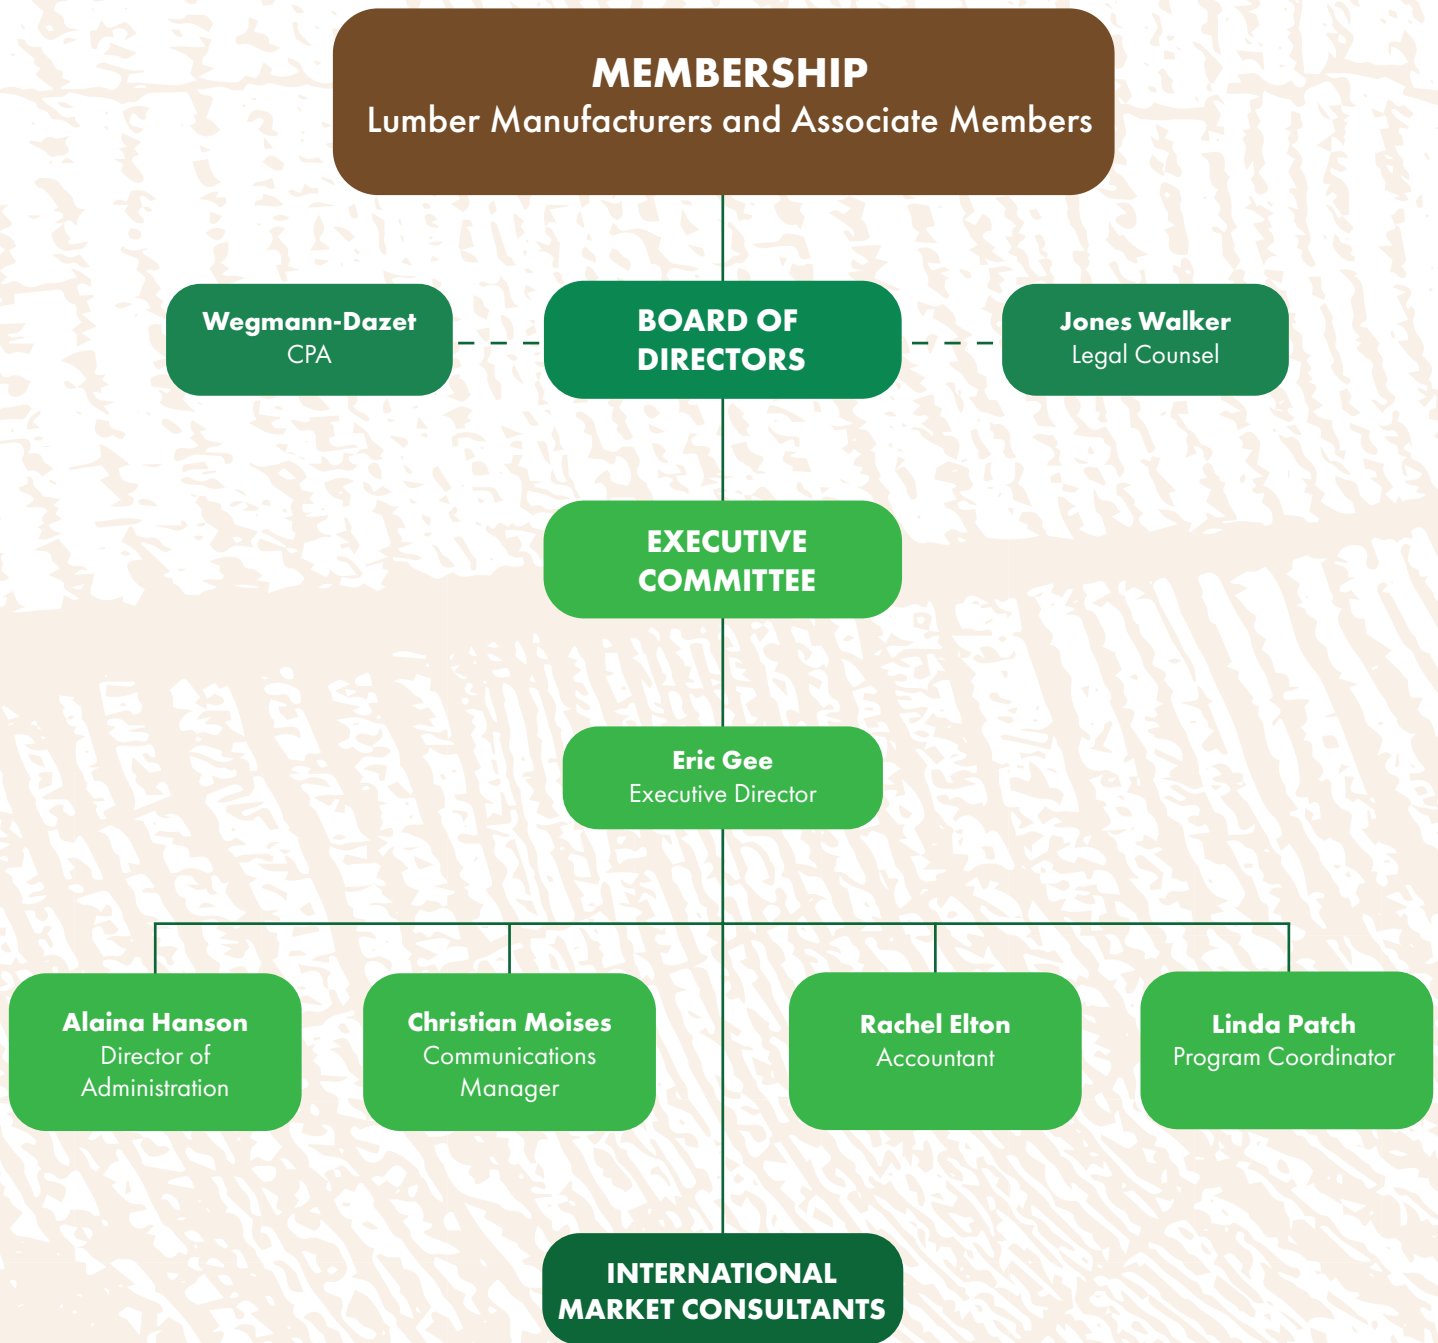 MEMBERSHIP
Lumber Manufacturers and Associate Members
Wegmann-Dazet
CPA
BOARD OF
DIRECTORS
Jones Walker
Legal Counsel
EXECUTIVE
COMMITTEE
Eric Gee
Executive Director
Alaina Hanson
Director of
Administration
Christian Moises
Communications
Manager
Rachel Elton
Accountant
Linda Patch
Program Coordinator
INTERNATIONAL
MARKET CONSULTANTS